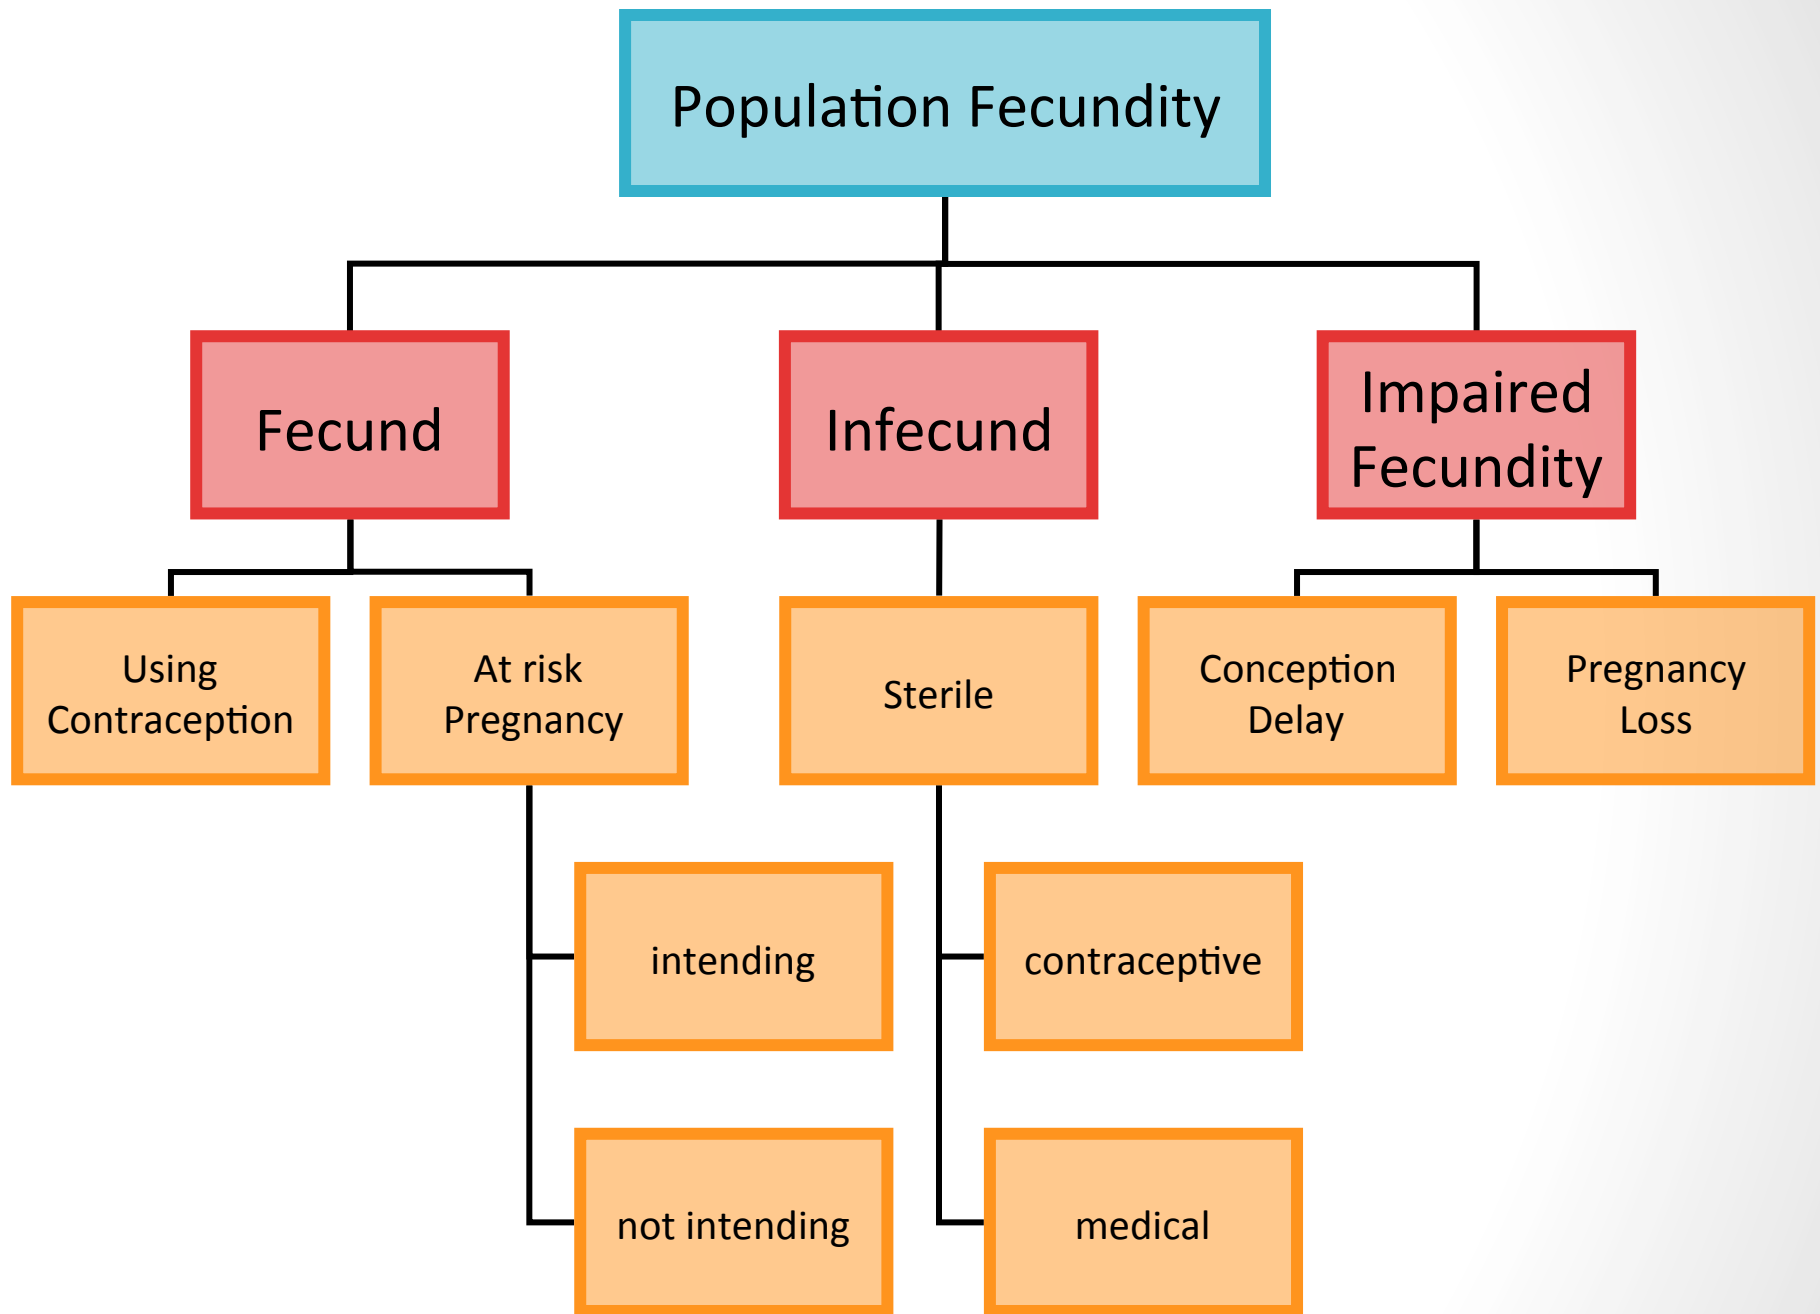 Population Fecundity
Fecund
Infecund
Impaired
Fecundity
Using
Contraception
At risk
Pregnancy
Sterile
Conception
Delay
Pregnancy
Loss
intending
contraceptive
not intending
medical